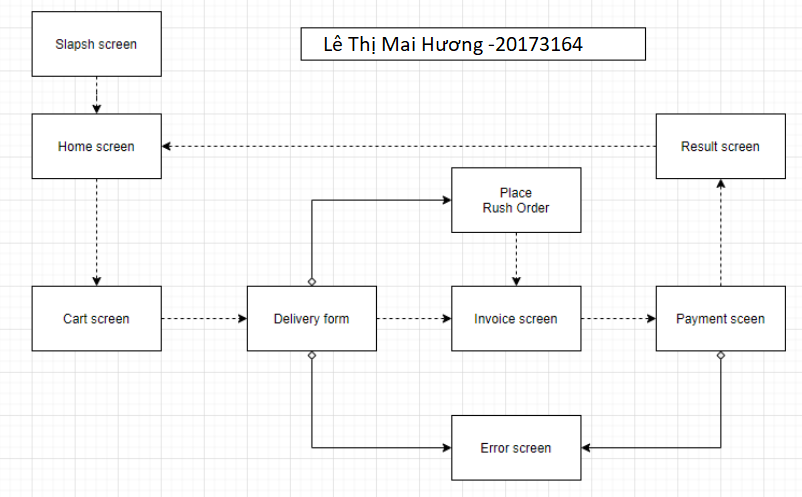 Slapsh screen
Lê Thị Mai Hương -20173164
Home screen
Result screen
Place
Rush Order
Cart screen
Delivery form
Invoice screen
Payment sceen
Error screen